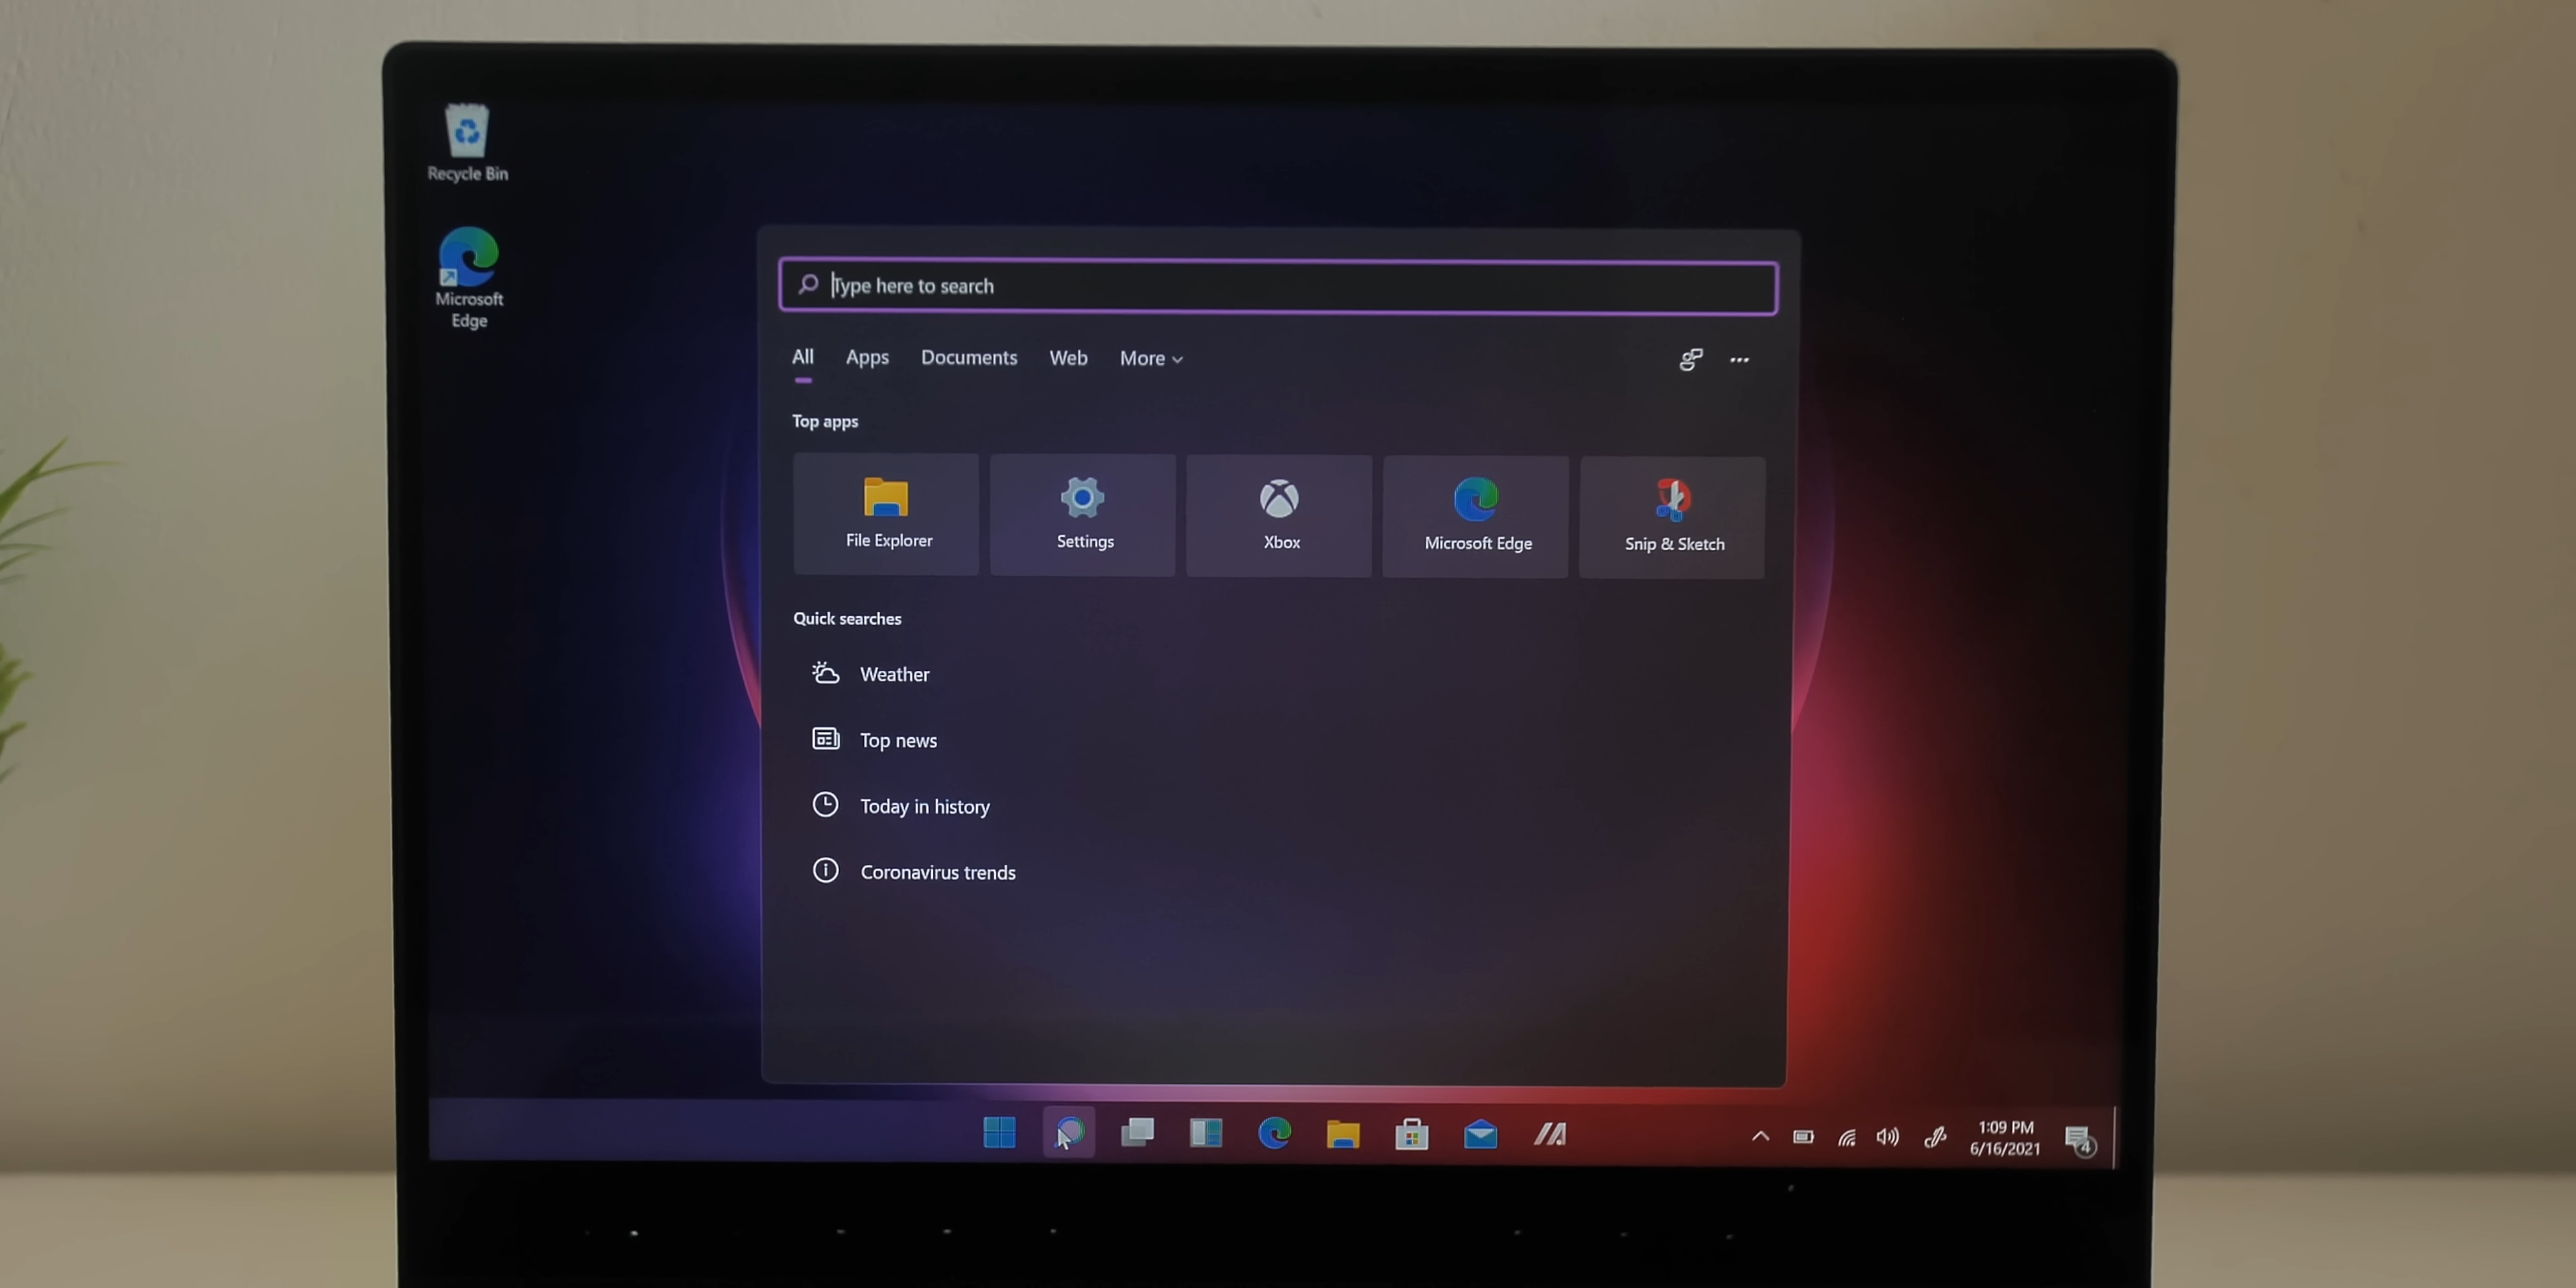 Recycle Bin
Microsoft
Edge
Type here to search
All Apps Documents Web More
Top apps
File Explorer Settings Xbox Microsoft Edge Snip & Sketch
Quick searches
Weather
Top news
Today in history
Coronavirus trends
1:09 PM
6/16/2021
4